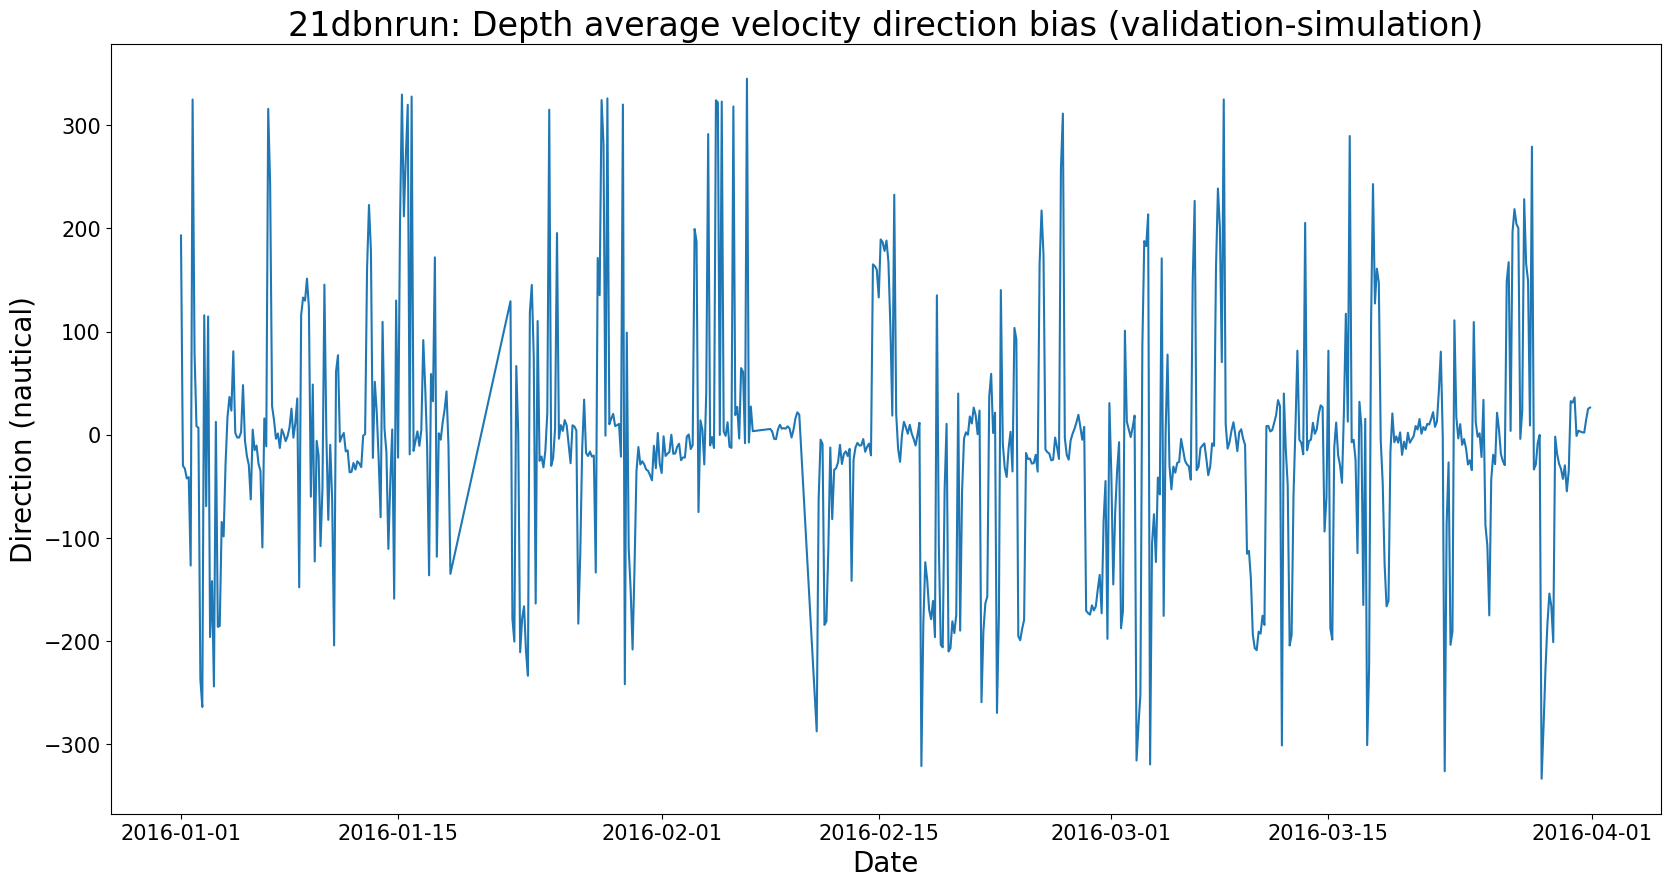 21dbnrun: Depth average velocity direction bias (validation-simulation)
Direction (nautical)
300
200
100
0
−100
−200
−300
2016-01-01 2016-01-15 2016-02-01 2016-02-15 2016-03-01 2016-03-15 2016-04-01
Date